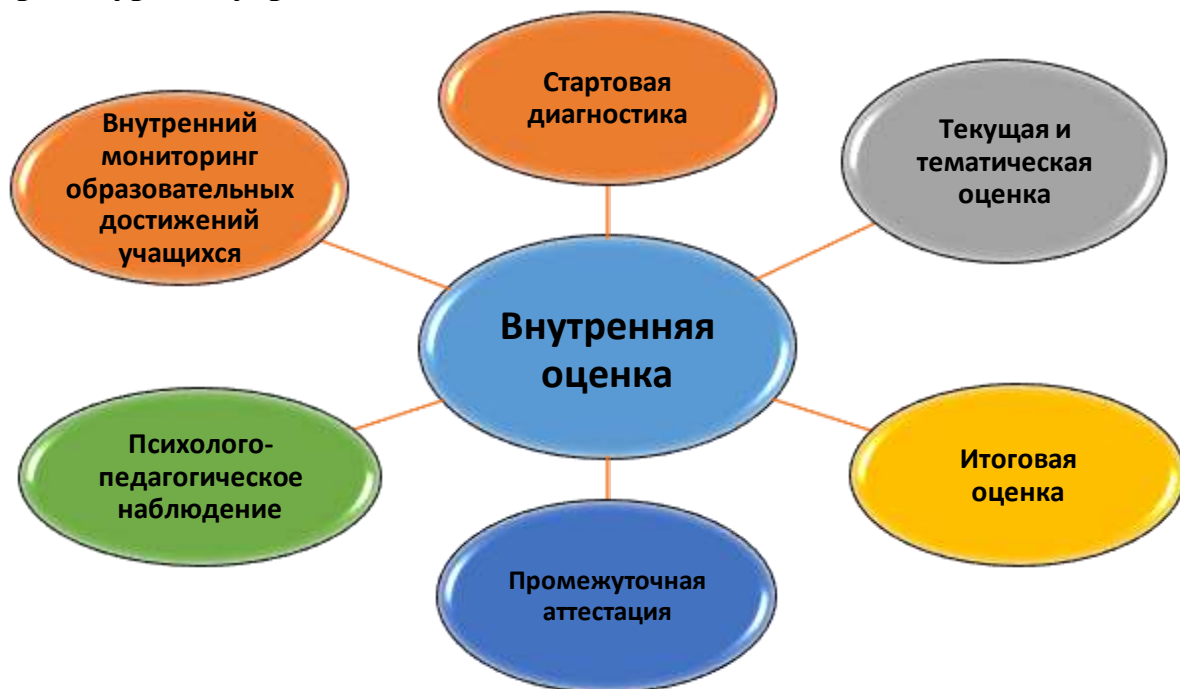 Стартовая
диагностика
Внутренний
мониторинг
образовательных
достижений
учащихся
Текущая и
тематическая
оценка
Внутренняя
оценка
Психолого-
педагогическое
наблюдение
Итоговая
оценка
Промежуточная
аттестация